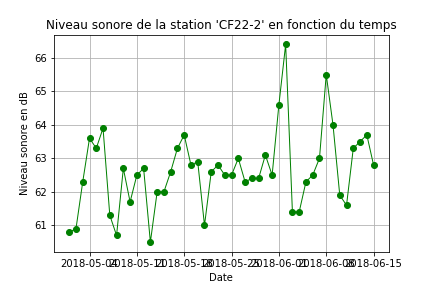 Niveau sonore de la station 'CF22-2' en fonction du temps
Niveau sonore en dB
66
65
64
63
62
61
2018-05-04 2018-05-11 2018-05-18 2018-05-25 2018-06-01 2018-06-08 2018-06-15
Date